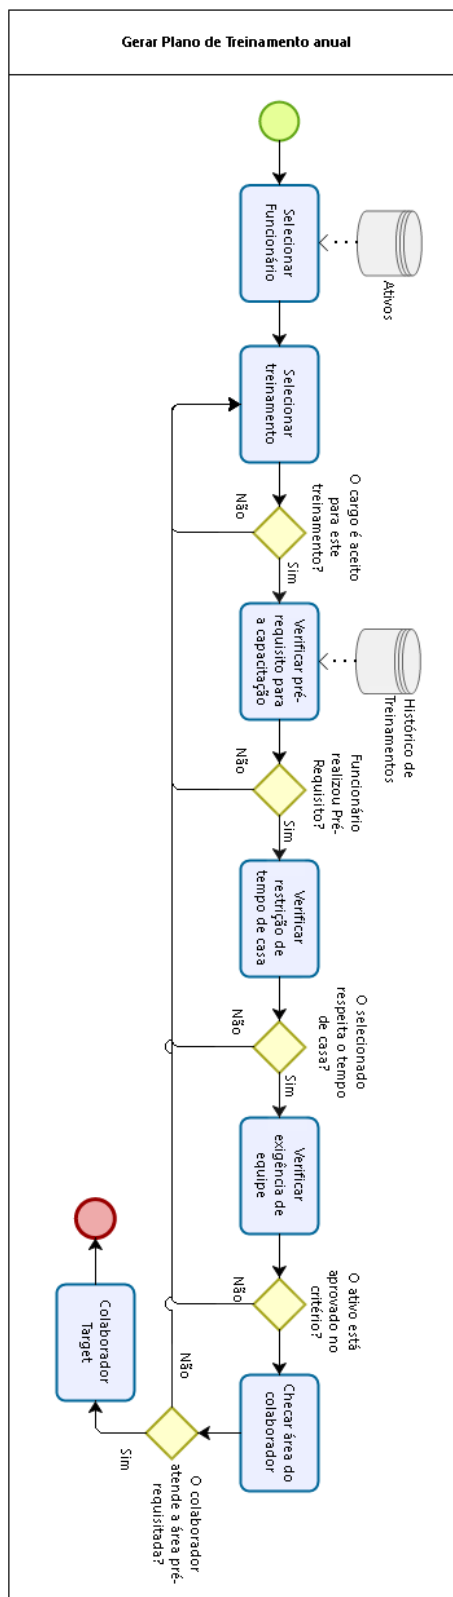 Gerar Plano de Treinamento anual
Ativos
Selecionar
Funcionário
Selecionar
treinamento
O cargo é aceito
para este
treinamento?
Não
Sim
Histórico de
Treinamentos
Verificar pré-
requisito para
a capacitação
Funcionário
realizou Pré-
Requisito?
Não
Sim
Verificar
restrição de
tempo de casa
O selecionado
respeita o tempo
de casa?
Não
Sim
Verificar
exigência de
equipe
O ativo está
aprovado no
critério?
Não
Checar área do
colaborador
O colaborador
atende a área pré-
requisitada?
Não
Sim
Colaborador
Target